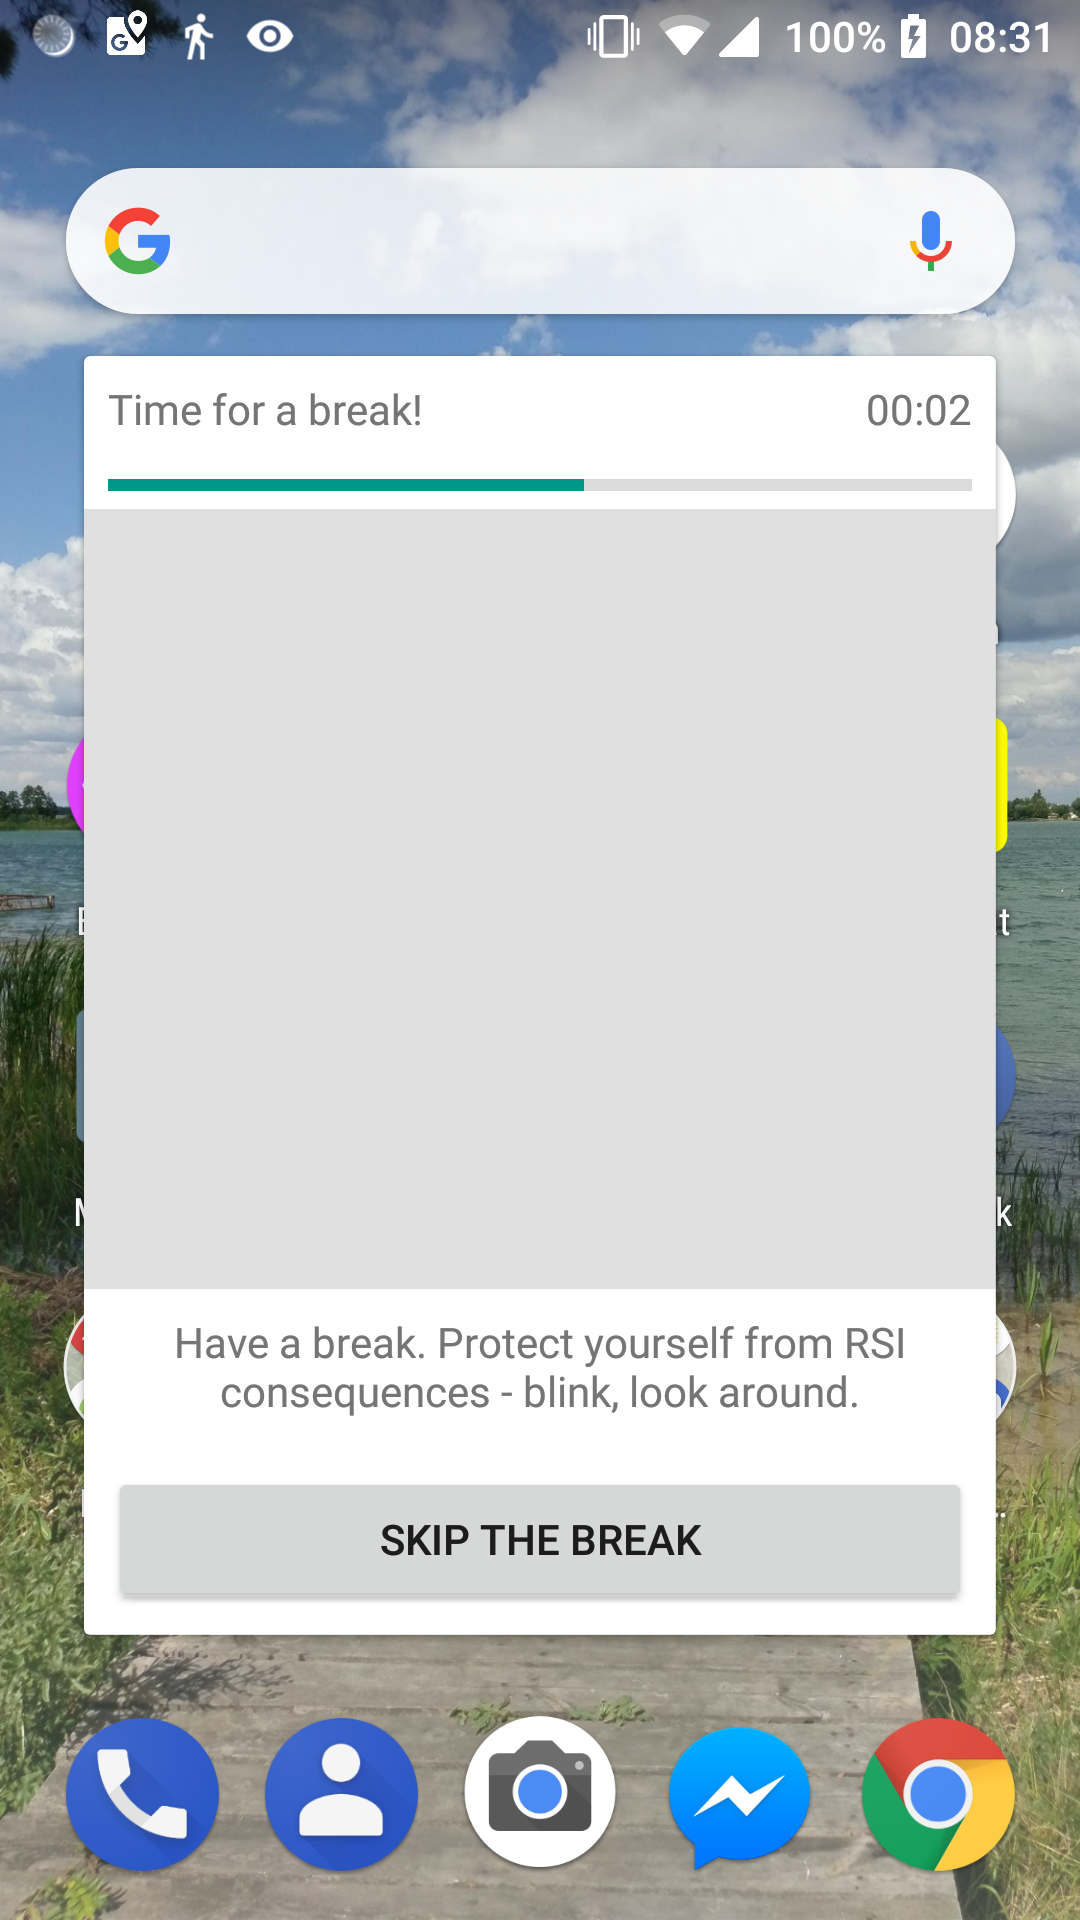 100% 08:31
Time for a break! 00:02
t
k
Have a break. Protect yourself from RSI
consequences - blink, look around.
SKIP THE BREAK